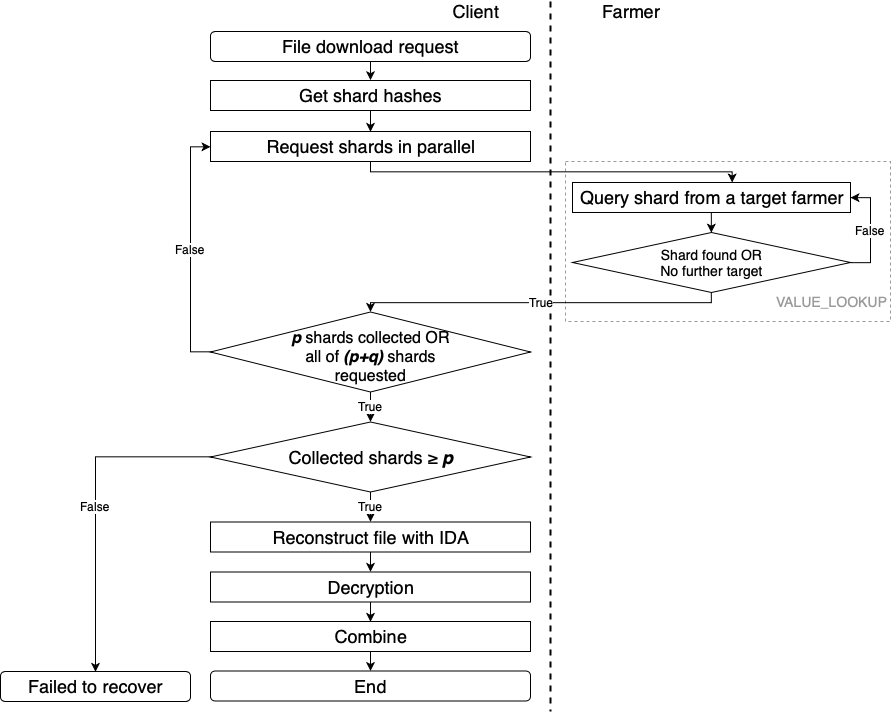 Client
Farmer
File download request
Get shard hashes
Request shards in parallel
Query shard from a target farmer
False
False
Shard found OR
No further target
VALUE_LOOKUP
True
p shards collected OR
all of (p+q) shards
requested
True
Collected shards ≥ p
False
True
Reconstruct file with IDA
Decryption
Combine
Failed to recover
End